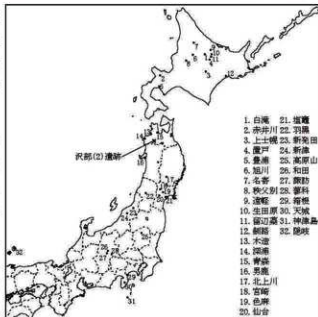 沢部(2)遺跡
1. 白滝 21. 塩竈
2. 赤井川 22. 羽黒
3. 上士幌 23. 新発田
4. 置戸 24. 新津
5. 豊浦 25. 高原山
6. 旭川 26. 和田
7. 名寄 27. 諏訪
8. 秩父別 28. 蓼科
9. 遠軽 29. 箱根
10. 生田原 30. 天城
11. 留辺蘂 31. 神津島
12. 釧路 32. 隠岐
13. 木造
14. 深浦
15. 青森
16. 男鹿
17. 北上川
18. 宮崎
19. 色麻
20. 仙台